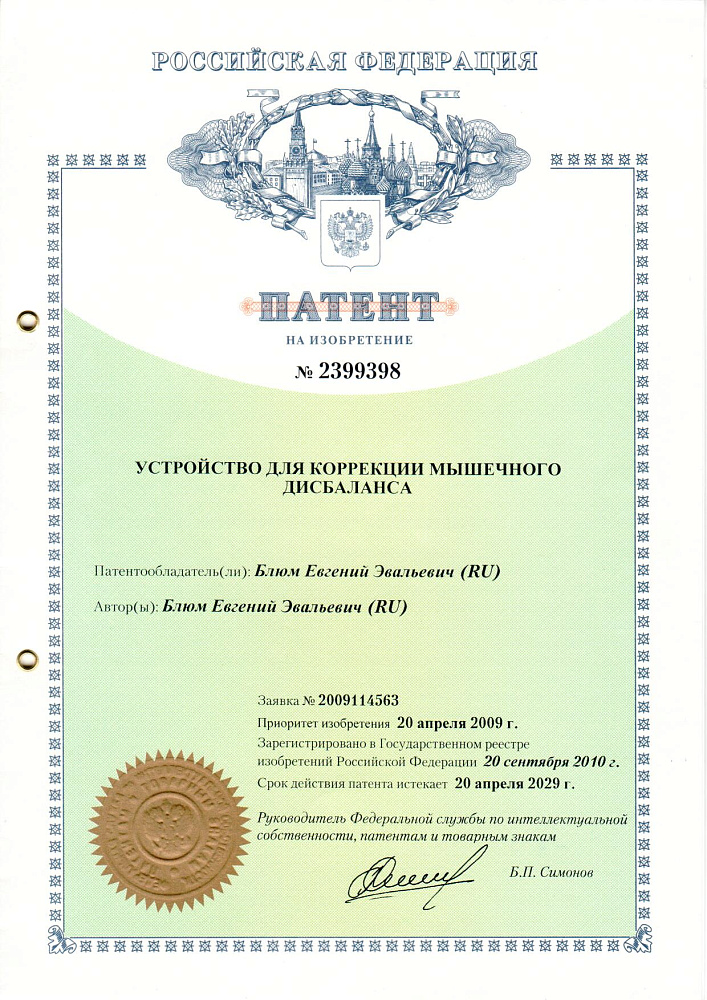 РОССИЙСКАЯ ФЕДЕРАЦИЯ
ПАТЕНТ
НА ИЗОБРЕТЕНИЕ
№ 2399398
УСТРОЙСТВО ДЛЯ КОРРЕКЦИИ МЫШЕЧНОГО
ДИСБАЛАНСА
Патентообладатель(ли): Блюм Евгений Эвальевич (RU)
Автор(ы): Блюм Евгений Эвальевич (RU)
Заявка № 2009114563
Приоритет изобретения 20 апреля 2009 г.
Зарегистрировано в Государственном реестре
изобретений Российской Федерации 20 сентября 2010 г.
Срок действия патента истекает 20 апреля 2029 г.
Руководитель Федеральной службы по интеллектуальной
собственности, патентам и товарным знакам
Б.П. Симонов